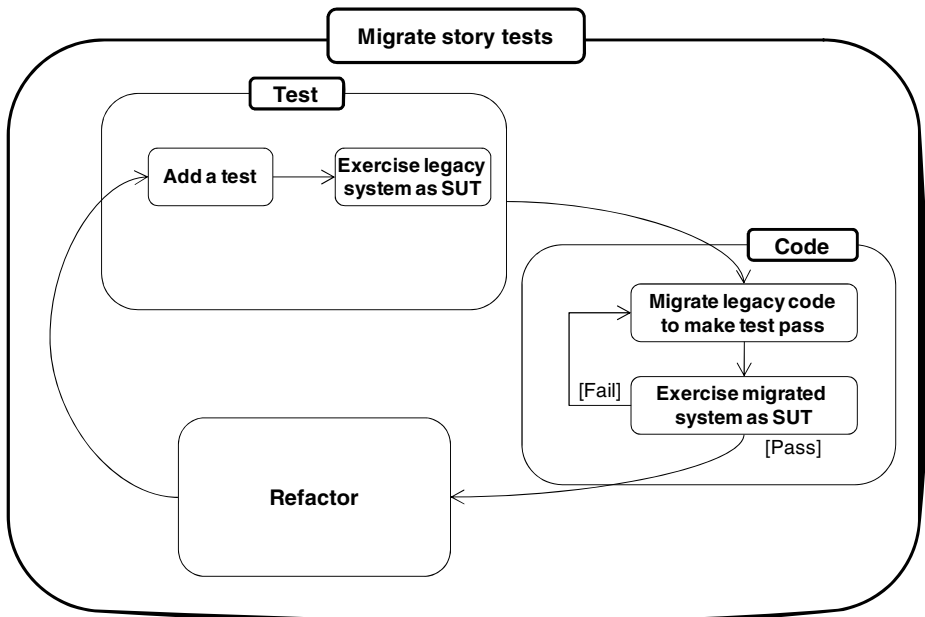 Migrate story tests
Test
Add a test
Exercise legacy
system as SUT
Code
Migrate legacy code
to make test pass
[Fail]
Exercise migrated
system as SUT
[Pass]
Refactor